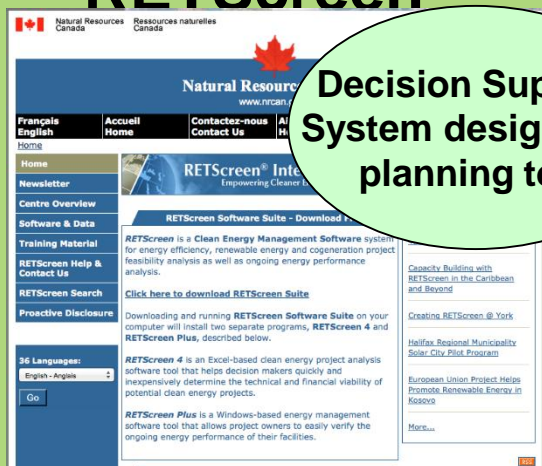 RETScreen
Natural Resources Canada
Ressources naturelles Canada
Natural
www.nrcan.
Français
English
Accueil
Home
Contactez-nous
Contact Us
Home
Decision
System
planning
Home
Newsletter
Centre Overview
Software & Data
Training Material
RETScreen Help &
Contact Us
RETScreen Search
Proactive Disclosure
36 Languages:
English - Anglais
Go
RETScreen®
Empowering Cleaner
RETScreen Software Suite - Download
RETScreen is a Clean Energy Management Software system
for energy efficiency, renewable energy and cogeneration project
feasibility analysis as well as ongoing energy performance
analysis.
Click here to download RETScreen Suite
Downloading and running RETScreen Software Suite on your
computer will install two separate programs, RETScreen 4 and
RETScreen Plus, described below.
RETScreen 4 is an Excel-based clean energy project analysis
software tool that helps decision makers quickly and
inexpensively determine the technical and financial viability of
potential clean energy projects.
RETScreen Plus is a Windows-based energy management
software tool that allows project owners to easily verify the
ongoing energy performance of their facilities.
Capacity Building with
RETScreen in the Caribbean
and Beyond
Creating RETScreen @ York
Halifax Regional Municipality
Solar City Pilot Program
European Union Project Helps
Promote Renewable Energy in
Kosovo
More...